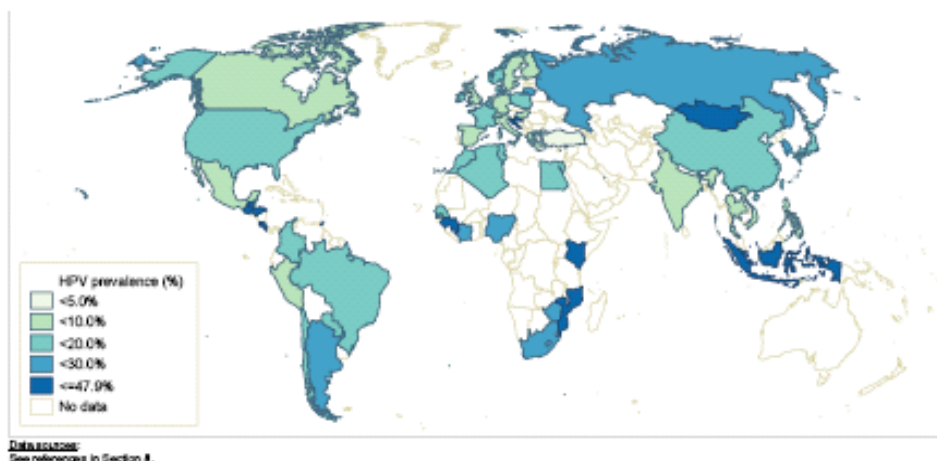 HPV prevalence (%)
<5.0%
<10.0%
<20.0%
<30.0%
<=47.9%
No data
Data sources:
See references in Section 8.